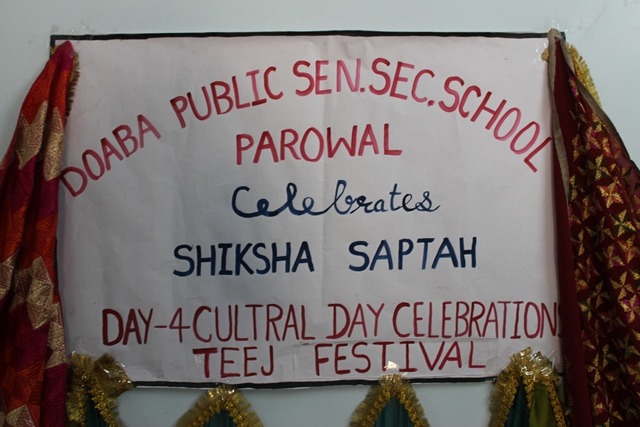 DOABA PUBLIC SEN.SEC.SCHOOL
PAROWAL
Celebrates
SHIKSHA SAPTAH
DAY-4 CULTRAL DAY CELEBRATION
TEEJ FESTIVAL